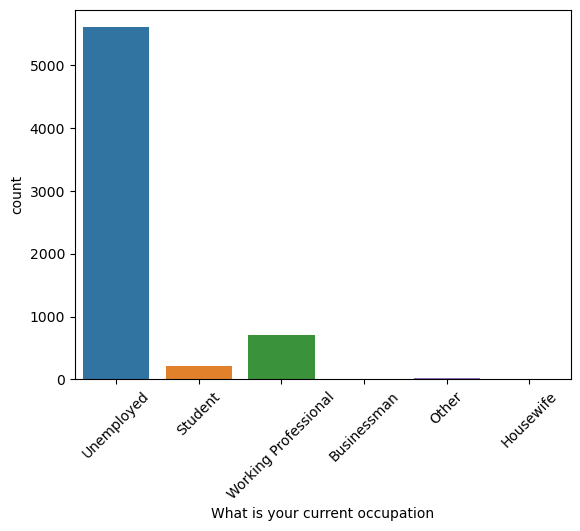 5000
4000
3000
2000
1000
0
count
Unemployed
Student
Working Professional
Businessman
Other
Housewife
What is your current occupation